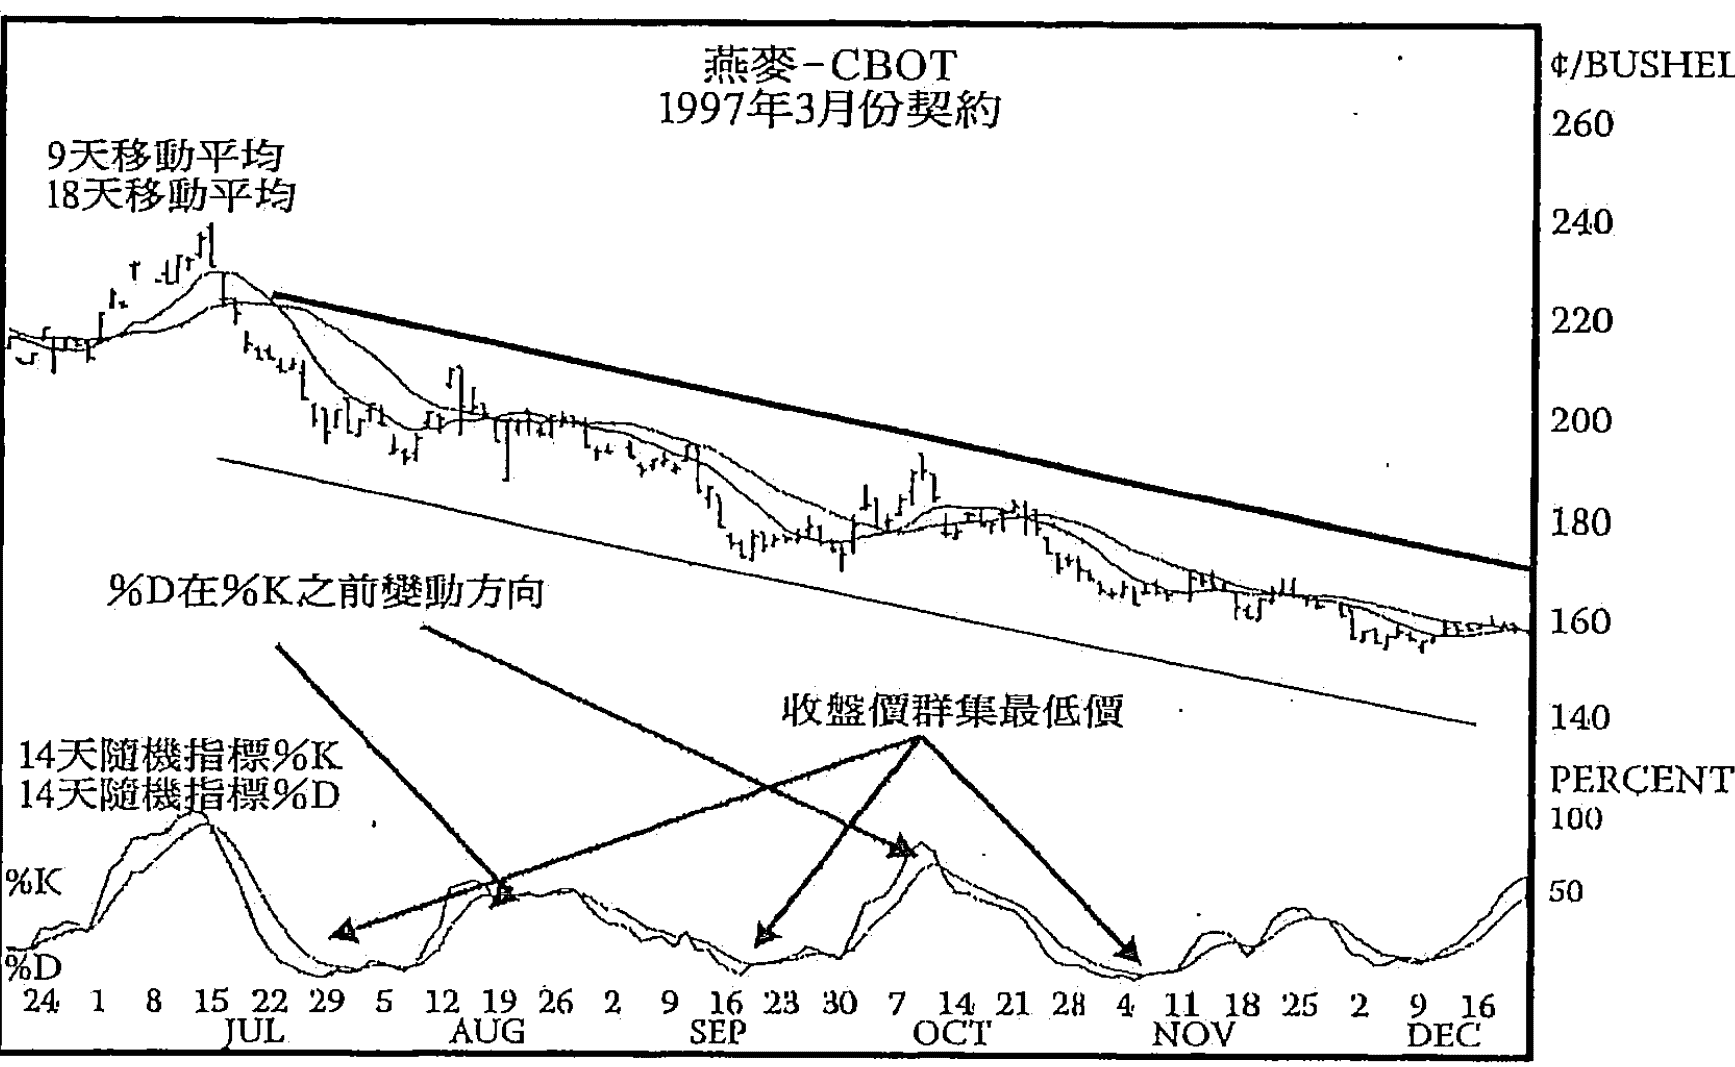 燕麥-CBOT
1997年3月份契約
¢/BUSHEL
260
240
220
200
180
160
140
9天移動平均
18天移動平均
%D在%K之前變動方向
收盤價群集最低價
14天隨機指標%K
14天隨機指標%D
PERCENT
100
50
%K
%D
24 1 8 15 22 29 5 12 19 26 2 9 16 23 30 7 14 21 28 4 11 18 25 2 9 16
JUL AUG SEP OCT NOV DEC